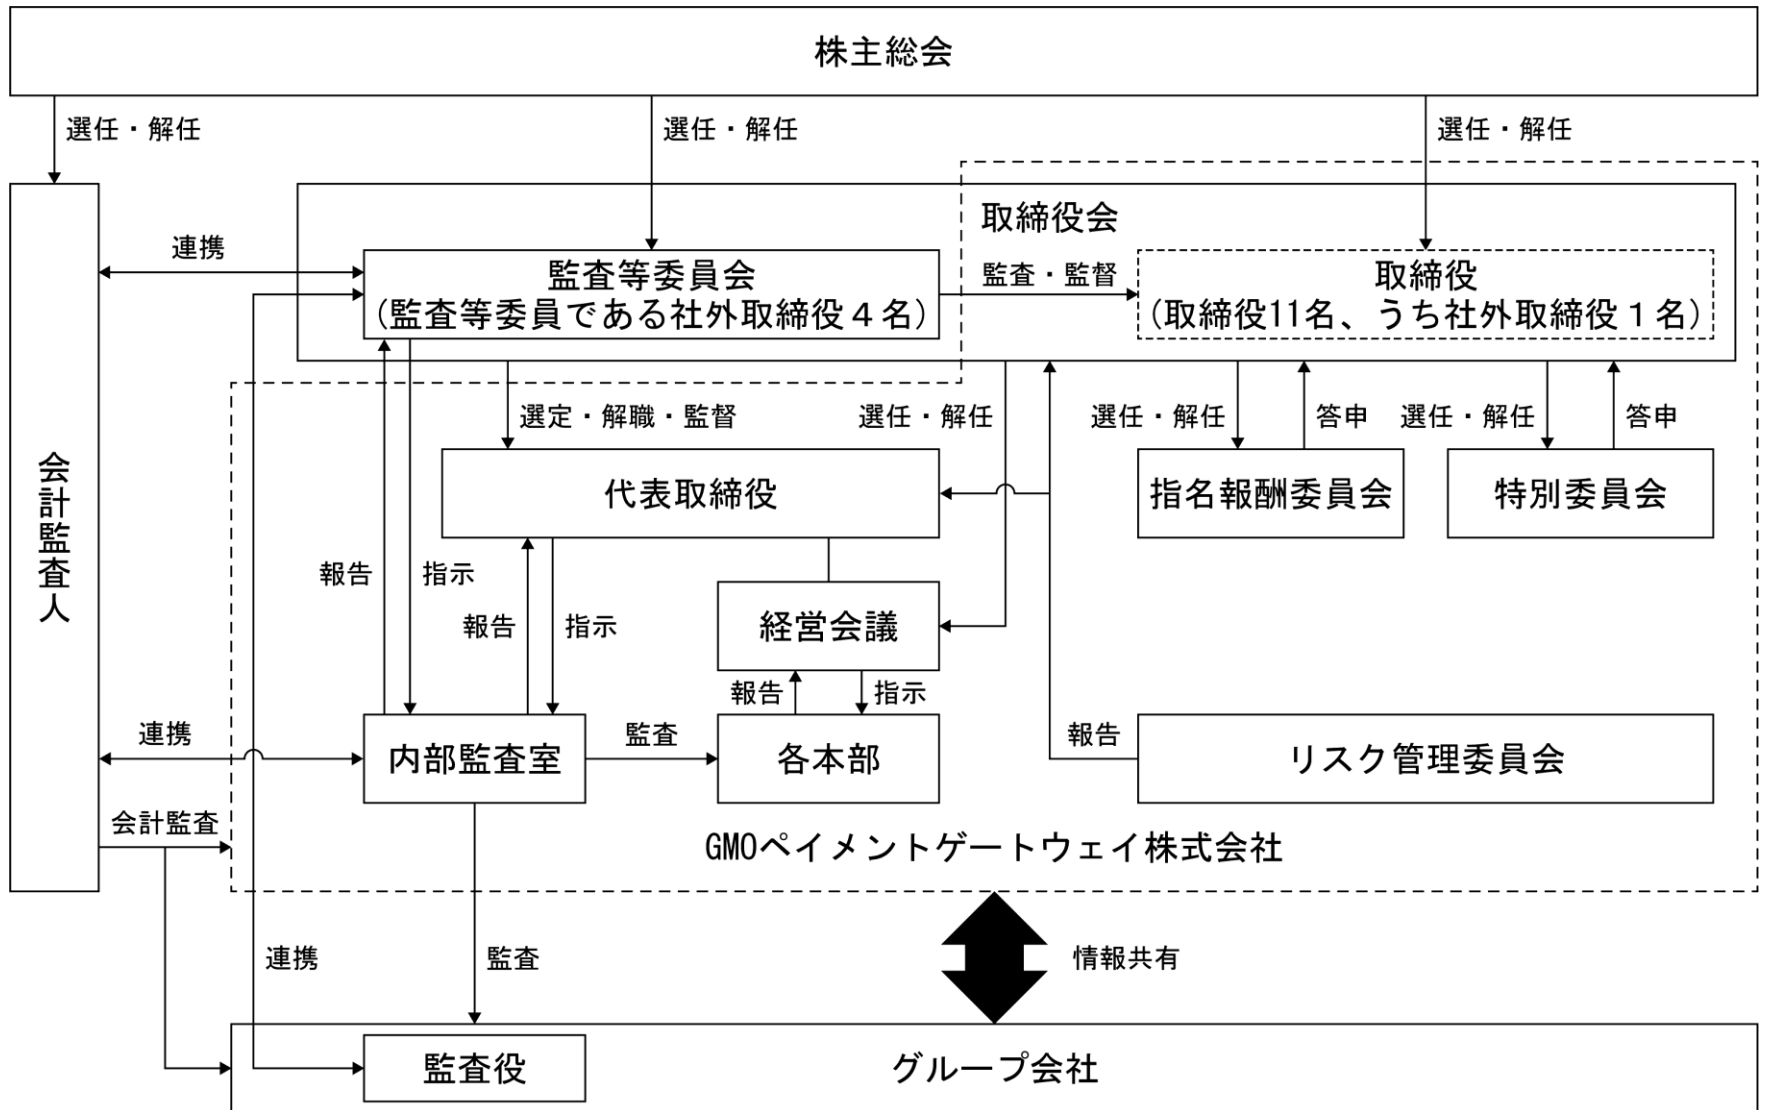 株主総会
選任・解任
選任・解任
選任・解任
取締役会
連携
監査等委員会
(監査等委員である社外取締役４名)
監査・監督
取締役
(取締役11名、うち社外取締役１名)
選定・解職・監督
選任・解任
選任・解任
答申
選任・解任
答申
会計監査人
代表取締役
指名報酬委員会
特別委員会
報告
指示
報告
指示
経営会議
報告
指示
連携
内部監査室
監査
各本部
報告
リスク管理委員会
会計監査
GMOペイメントゲートウェイ株式会社
連携
監査
情報共有
監査役
グループ会社